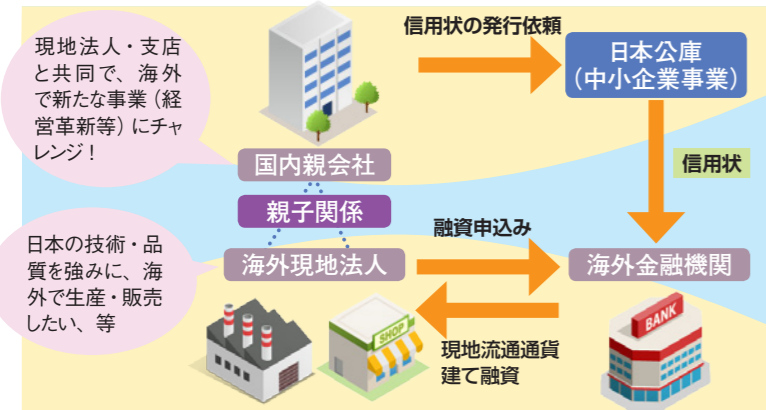 現地法人・支店
と共同で、海外
で新たな事業（経
営革新等）にチャ
レンジ！
信用状の発行依頼
日本公庫
（中小企業事業）
国内親会社
信用状
親子関係
日本の技術・品
質を強みに、海
外で生産・販売
したい、等
海外現地法人
融資申込み
海外金融機関
SHOP
現地流通通貨
建て融資
BANK